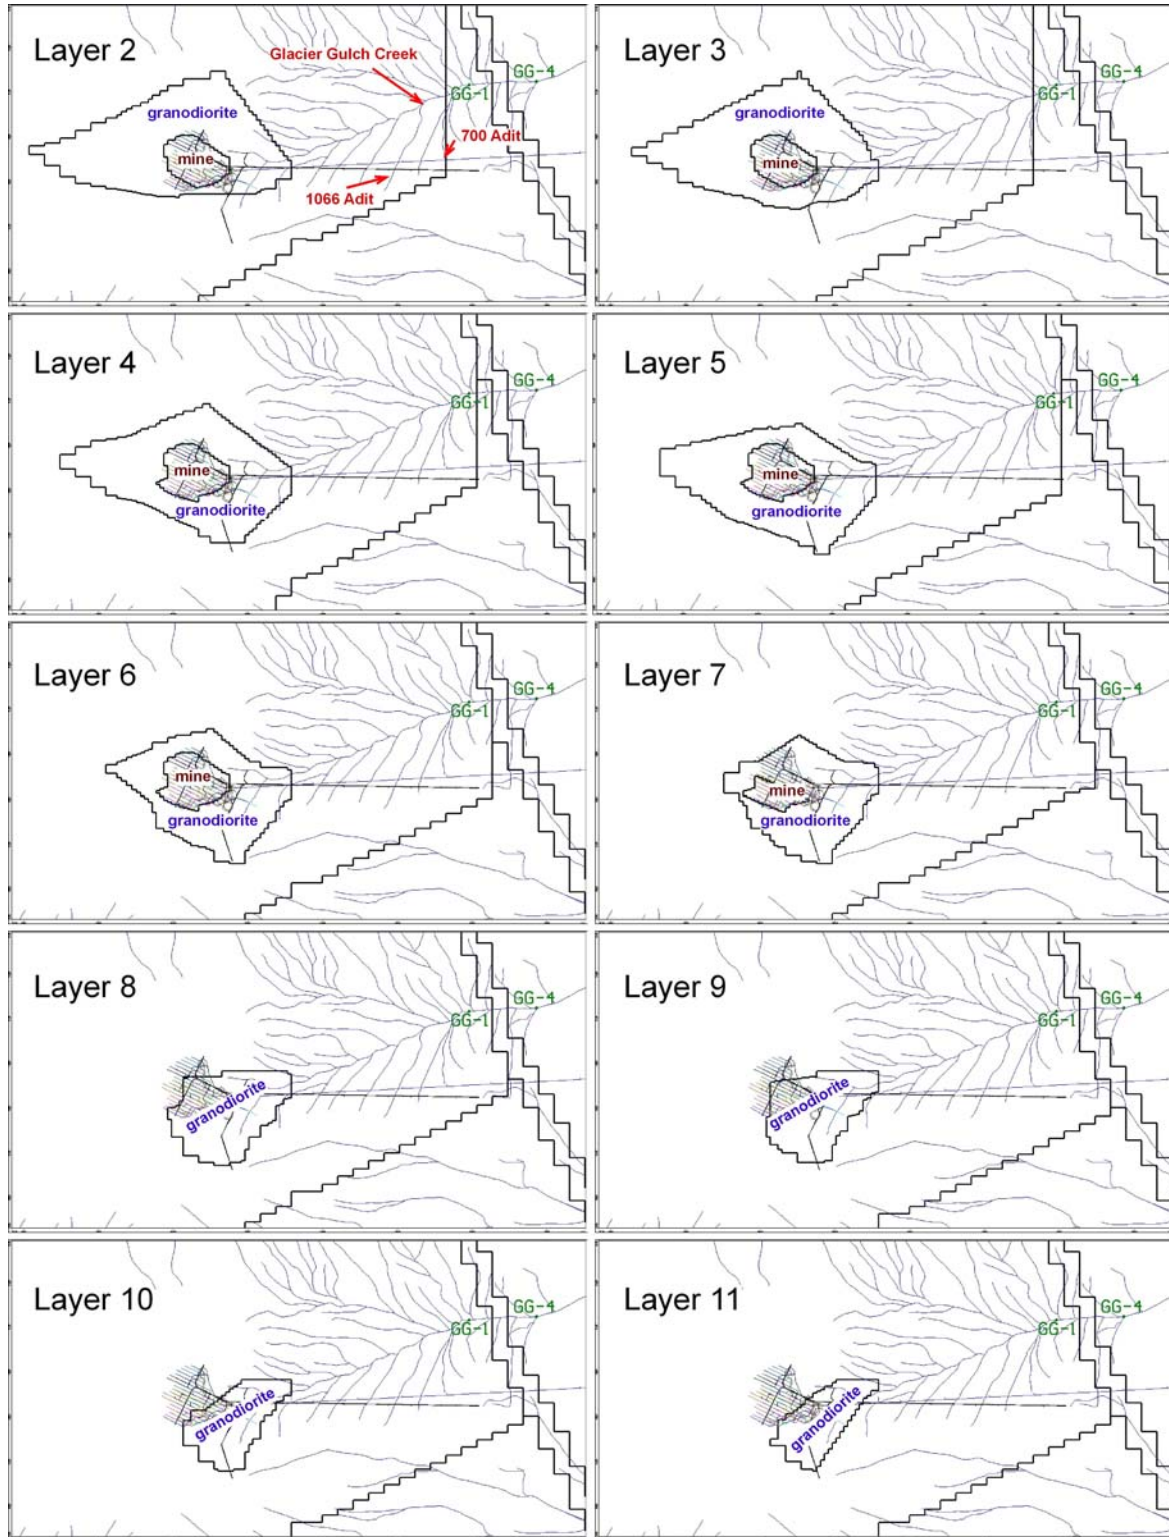 Layer 2
Glacier Gulch Creek
GG-4
granodiorite
GG-1
700 Adit
mine
1066 Adit
Layer 3
GG-4
granodiorite
GG-1
mine
Layer 4
GG-4
GG-1
mine
granodiorite
Layer 5
GG-4
GG-1
mine
granodiorite
Layer 6
GG-4
GG-1
mine
granodiorite
Layer 7
GG-4
GG-1
mine
granodiorite
Layer 8
GG-4
GG-1
granodiorite
Layer 9
GG-4
GG-1
granodiorite
Layer 10
GG-4
GG-1
granodiorite
Layer 11
GG-4
GG-1
granodiorite